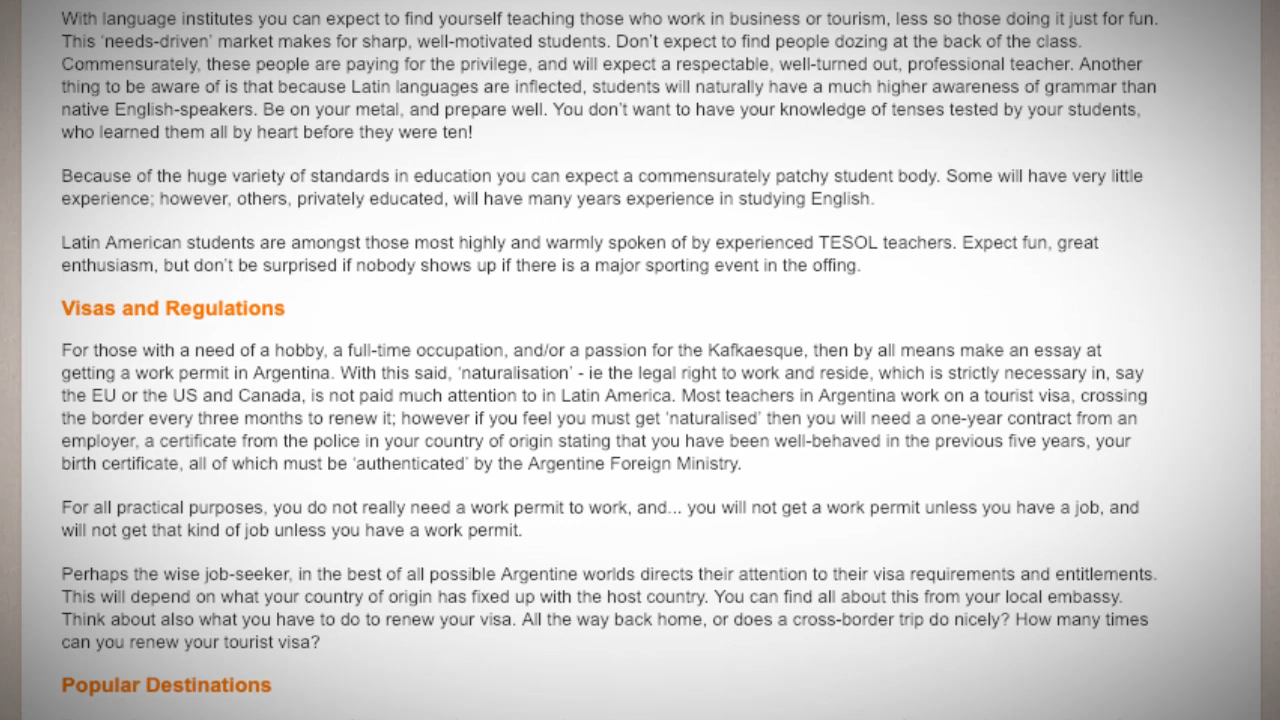 With language institutes you can expect to find yourself teaching those who work in business or tourism, less so those doing it just for fun.
This ‘needs-driven’ market makes for sharp, well-motivated students. Don’t expect to find people dozing at the back of the class.
Commensurately, these people are paying for the privilege, and will expect a respectable, well-turned out, professional teacher. Another
thing to be aware of is that because Latin languages are inflected, students will naturally have a much higher awareness of grammar than
native English-speakers. Be on your metal, and prepare well. You don’t want to have your knowledge of tenses tested by your students,
who learned them all by heart before they were ten!
Because of the huge variety of standards in education you can expect a commensurately patchy student body. Some will have very little
experience; however, others, privately educated, will have many years experience in studying English.
Latin American students are amongst those most highly and warmly spoken of by experienced TESOL teachers. Expect fun, great
enthusiasm, but don’t be surprised if nobody shows up if there is a major sporting event in the offing.
Visas and Regulations
For those with a need of a hobby, a full-time occupation, and/or a passion for the Kafkaesque, then by all means make an essay at
getting a work permit in Argentina. With this said, ‘naturalisation’ - ie the legal right to work and reside, which is strictly necessary in, say
the EU or the US and Canada, is not paid much attention to in Latin America. Most teachers in Argentina work on a tourist visa, crossing
the border every three months to renew it; however if you feel you must get ‘naturalised’ then you will need a one-year contract from an
employer, a certificate from the police in your country of origin stating that you have been well-behaved in the previous five years, your
birth certificate, all of which must be ‘authenticated’ by the Argentine Foreign Ministry.
For all practical purposes, you do not really need a work permit to work, and... you will not get a work permit unless you have a job, and
will not get that kind of job unless you have a work permit.
Perhaps the wise job-seeker, in the best of all possible Argentine worlds directs their attention to their visa requirements and entitlements.
This will depend on what your country of origin has fixed up with the host country. You can find all about this from your local embassy.
Think about also what you have to do to renew your visa. All the way back home, or does a cross-border trip do nicely? How many times
can you renew your tourist visa?
Popular Destinations